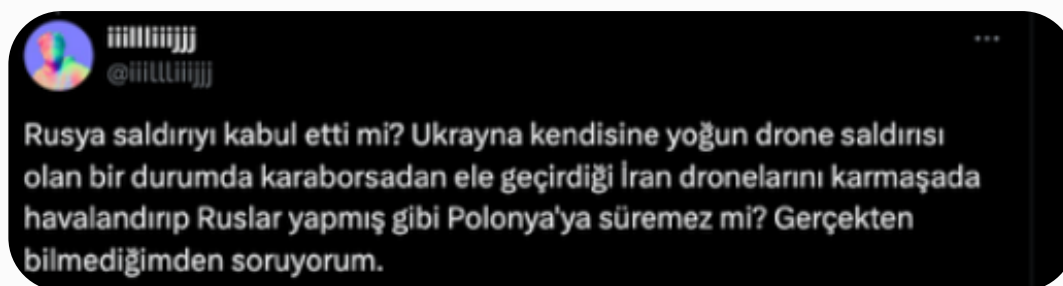 iiillliiijjj
@iiillliiijjj
Rusya saldırıyı kabul etti mi? Ukrayna kendisine yoğun drone saldırısı
olan bir durumda karaborsadan ele geçirdiği İran dronelarını karmaşada
havalandırıp Ruslar yapmış gibi Polonya'ya süremez mi? Gerçekten
bilmediğimden soruyorum.